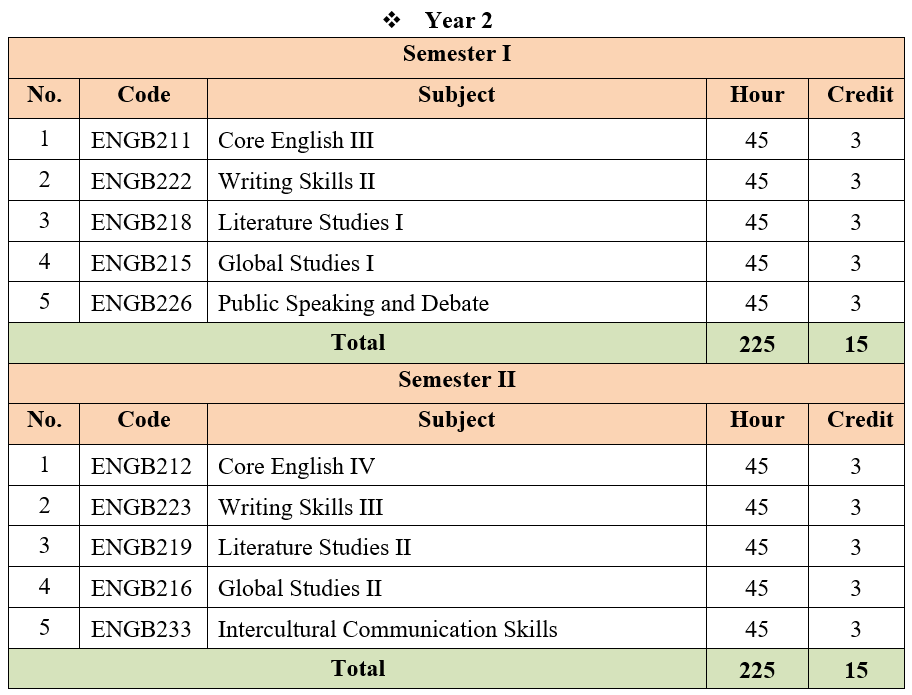 ❖ Year 2
Semester I
No. Code Subject Hour Credit
1 ENGB211 Core English III 45 3
2 ENGB222 Writing Skills II 45 3
3 ENGB218 Literature Studies I 45 3
4 ENGB215 Global Studies I 45 3
5 ENGB226 Public Speaking and Debate 45 3
Total 225 15
Semester II
No. Code Subject Hour Credit
1 ENGB212 Core English IV 45 3
2 ENGB223 Writing Skills III 45 3
3 ENGB219 Literature Studies II 45 3
4 ENGB216 Global Studies II 45 3
5 ENGB233 Intercultural Communication Skills 45 3
Total 225 15